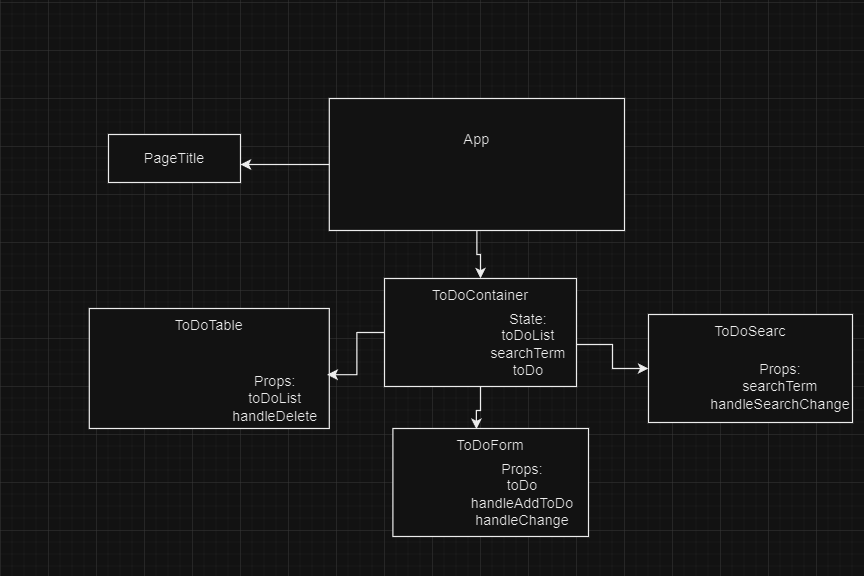 App
PageTitle
ToDoContainer
State:
toDoList
searchTerm
toDo
ToDoTable
Props:
toDoList
handleDelete
ToDoSearc
Props:
searchTerm
handleSearchChange
ToDoForm
Props:
toDo
handleAddToDo
handleChange